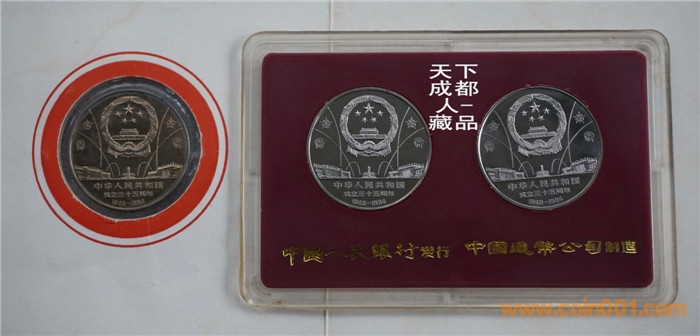 中华人民共和国
成立三十五周年
1949-1984
天下
成都
人一
藏品
中华人民共和国
成立三十五周年
1949-1984
中华人民共和国
成立三十五周年
1949-1984
中國人民銀行发行 中國造幣公司制造
www.coin001.com